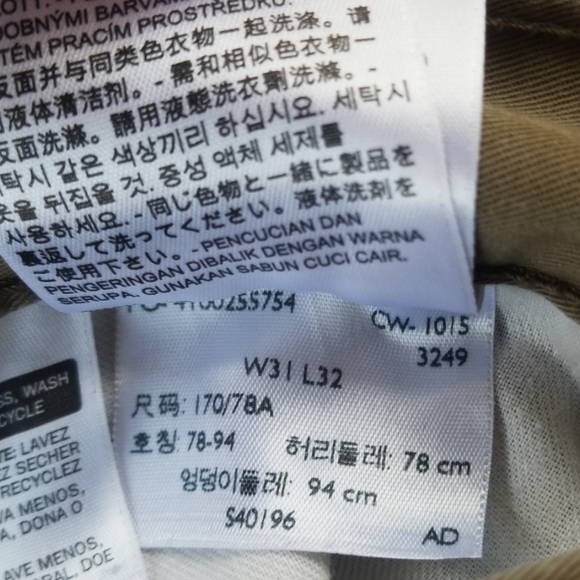 DOBNÝMI BARVAMI
TÉM PRACÍM PROSTŘEDKU.
反面并与同类色衣物一起洗涤。请
液体清洁剂。- 需和相似色衣物一
反面洗滌。請用液態洗衣劑洗滌。-
하십시요. 세탁시
탁시 같은 색상끼리
옷을 뒤집을 것. 중성 액체 세제를
사용하세요. - 同じ色物と一緒に製品を
裏返して洗ってください。液体洗剤を
ご使用下さい。- PENCUCIAN DAN
PENGERINGAN DIBALIK DENGAN WARNA
SERUPA. GUNAKAN SABUN CUCI CAIR.
4100255754
CW- 1015
3249
W31 L32
尺码: 170/78A
호칭 78-94 허리둘레: 78 cm
엉덩이둘레: 94 cm
S40196
AD
SS, WASH
CYCLE
TE: LAVEZ
Z SECHER
RECYCLEZ
VA MENOS,
A, DONA O
AVE MENOS,
RAL, DOE